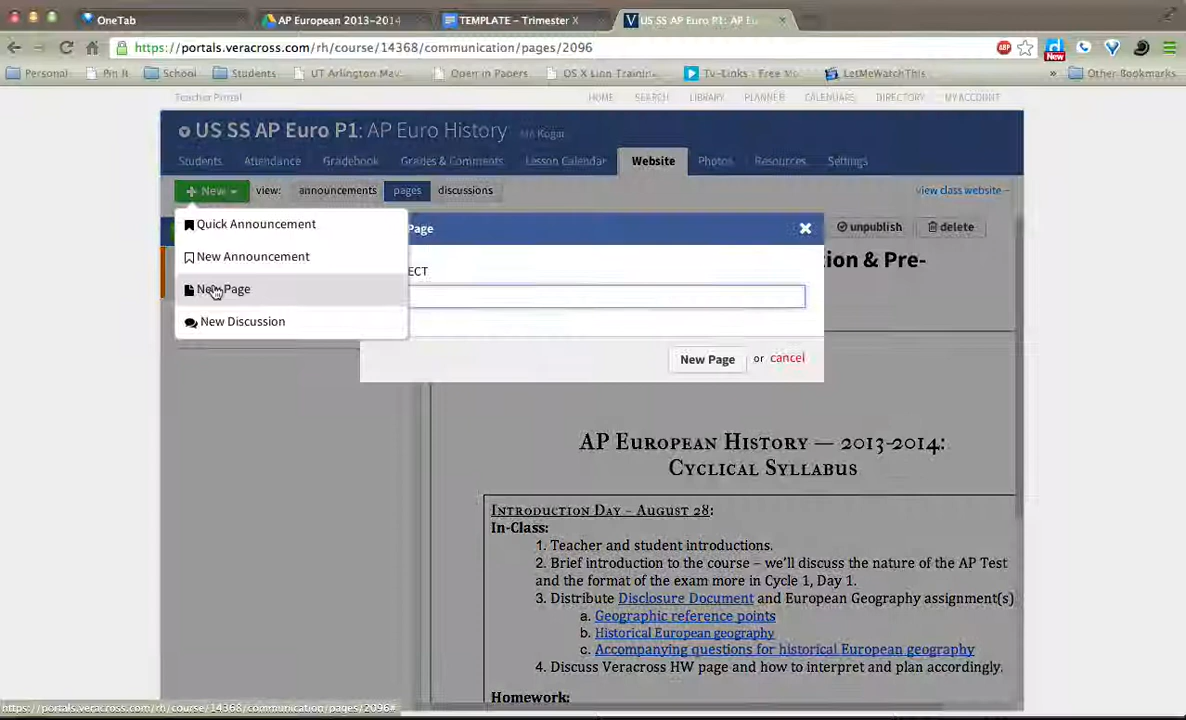 OneTab
AP European 2013-2014
TEMPLATE - Trimester X
US SS AP Euro P1: AP Eu
https://portals.veracross.com/rh/course/14368/communication/pages/2096
ABP
New
Personal
Pin It
School
Students
UT Arlington Mav
Open in Papers
OS X Lion Trainin
Tv-Links : Free Mo
LetMeWatchThis
»
Other Bookmarks
Teacher Portal
HOME
SEARCH
LIBRARY
PLANNER
CALENDARS
DIRECTORY
MY ACCOUNT
US SS AP Euro P1: AP Euro History
Kogan
Students
Attendance
Gradebook
Grades & Comments
Lesson Calendar
Website
Photos
Resources
Settings
+ New
view:
announcements
pages
discussions
view class website
Quick Announcement
New Announcement
New Page
New Discussion
Page
ECT
New Page or cancel
unpublish
delete
ion & Pre-
AP European History — 2013-2014:
Cyclical Syllabus
Introduction Day – August 28:
In-Class:
1. Teacher and student introductions.
2. Brief introduction to the course – we'll discuss the nature of the AP Test
and the format of the exam more in Cycle 1, Day 1.
3. Distribute Disclosure Document and European Geography assignment(s)
a. Geographic reference points
b. Historical European geography
c. Accompanying questions for historical European geography
4. Discuss Veracross HW page and how to interpret and plan accordingly.
Homework:
https://portals.veracross.com/rh/course/14368/communication/pages/2096#